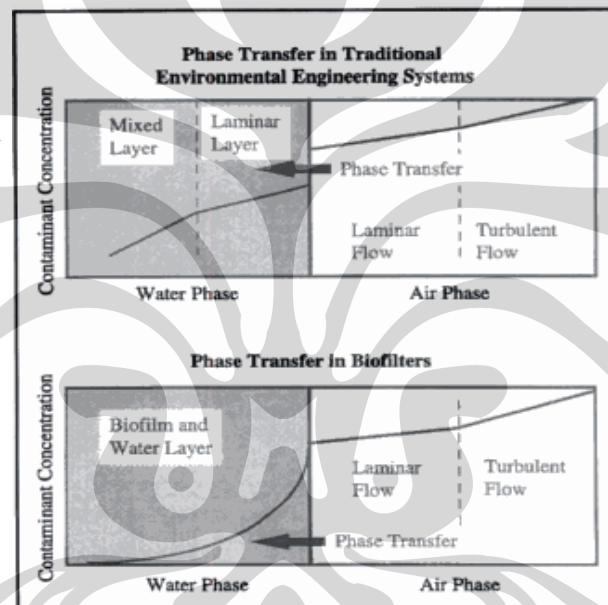 Phase Transfer in Traditional
Environmental Engineering Systems
Contaminant Concentration
Mixed
Layer
Laminar
Layer
Phase Transfer
Laminar
Flow
Turbulent
Flow
Water Phase
Air Phase
Phase Transfer in Biofilters
Contaminant Concentration
Biofilm and
Water Layer
Laminar
Flow
Turbulent
Flow
Phase Transfer
Water Phase
Air Phase